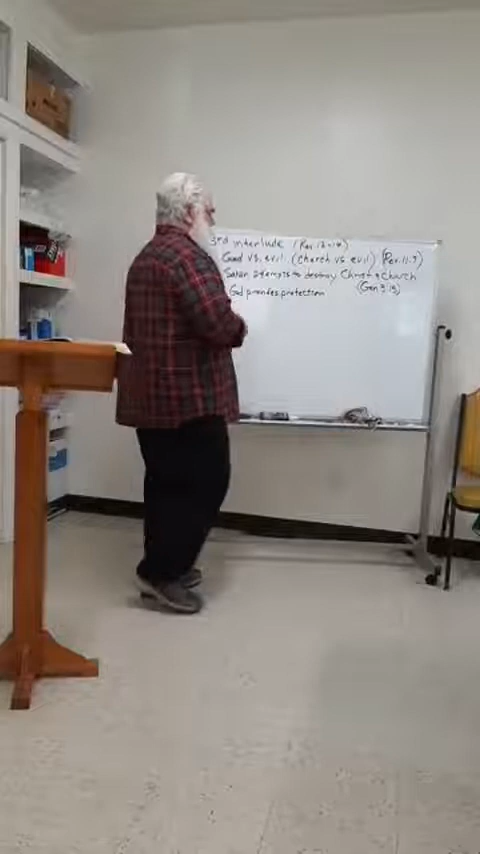 3rd interlude (Rev. 12-14)
Good vs. evil (Church vs. evil) (Rev. 11:7)
Satan attempts to destroy Christ & Church
God provides protection (Gen 3:15)